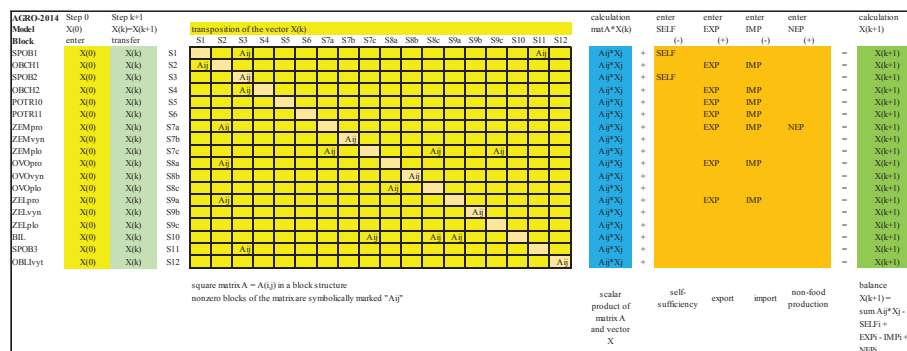 AGRO-2014 Step 0 Step k+1 calculation enter enter enter enter calculation
Model X(0) X(k)=X(k+1) transposition of the vector X(k) matA*X(k) SELF EXP IMP NEP X(k+1)
Block enter transfer S1 S2 S3 S4 S5 S6 S7a S7b S7c S8a S8b S8c S9a S9b S9c S10 S11 S12 (-) (+) (-) (+)
SPOB1 X(0) X(k) S1 Aij Aij Aij*Xj + SELF = X(k+1)
OBCH1 X(0) X(k) S2 Aij Aij*Xj + EXP IMP = X(k+1)
SPOB2 X(0) X(k) S3 Aij Aij*Xj + SELF = X(k+1)
OBCH2 X(0) X(k) S4 Aij Aij*Xj + EXP IMP = X(k+1)
POTR10 X(0) X(k) S5 Aij*Xj + EXP IMP = X(k+1)
POTR11 X(0) X(k) S6 Aij*Xj + EXP IMP = X(k+1)
ZEMpro X(0) X(k) S7a Aij Aij*Xj + EXP IMP NEP = X(k+1)
ZEMvyn X(0) X(k) S7b Aij Aij*Xj + = X(k+1)
ZEMplo X(0) X(k) S7c Aij Aij Aij Aij*Xj + = X(k+1)
OVOpro X(0) X(k) S8a Aij Aij*Xj + EXP IMP = X(k+1)
OVOvyn X(0) X(k) S8b Aij Aij*Xj + = X(k+1)
OVOplo X(0) X(k) S8c Aij Aij*Xj + = X(k+1)
ZELpro X(0) X(k) S9a Aij Aij*Xj + EXP IMP = X(k+1)
ZELvyn X(0) X(k) S9b Aij Aij*Xj + = X(k+1)
ZELplo X(0) X(k) S9c Aij*Xj + = X(k+1)
BIL X(0) X(k) S10 Aij Aij Aij Aij*Xj + = X(k+1)
SPOB3 X(0) X(k) S11 Aij Aij*Xj + = X(k+1)
OBLIvyt X(0) X(k) S12 Aij Aij*Xj + = X(k+1)
square matrix A = A(i,j) in a block structure
nonzero blocks of the matrix are symbolically marked "Aij"
scalar
product of
matrix A
and vector
X
self-
sufficiency
export
import
non-food
production
balance
X(k+1) =
sum Aij*Xj -
SELFi +
EXPi - IMPi +
NEPi